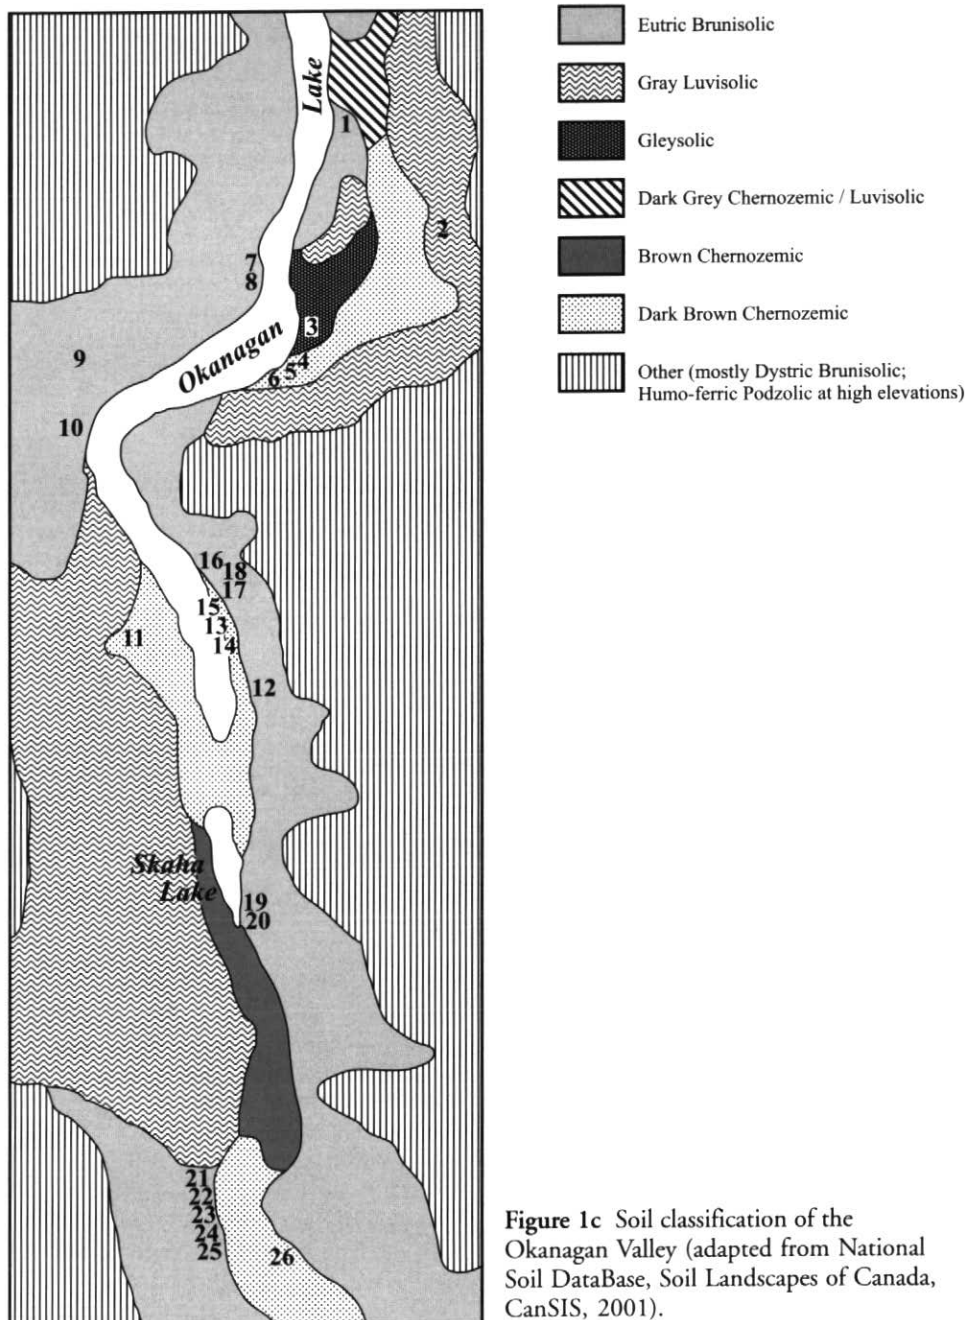 Eutric Brunisolic
Gray Luvisolic
Gleysolic
Dark Grey Chernozemic / Luvisolic
Brown Chernozemic
Dark Brown Chernozemic
Other (mostly Dystric Brunisolic;
Humo-ferric Podzolic at high elevations)
Lake
1
2
7
8
3
Okanagan
9
4
5
6
10
16
18
17
15
13
11
14
12
Skaha
Lake
19
20
21
22
23
24
25
26
Figure 1c Soil classification of the
Okanagan Valley (adapted from National
Soil DataBase, Soil Landscapes of Canada,
CanSIS, 2001).